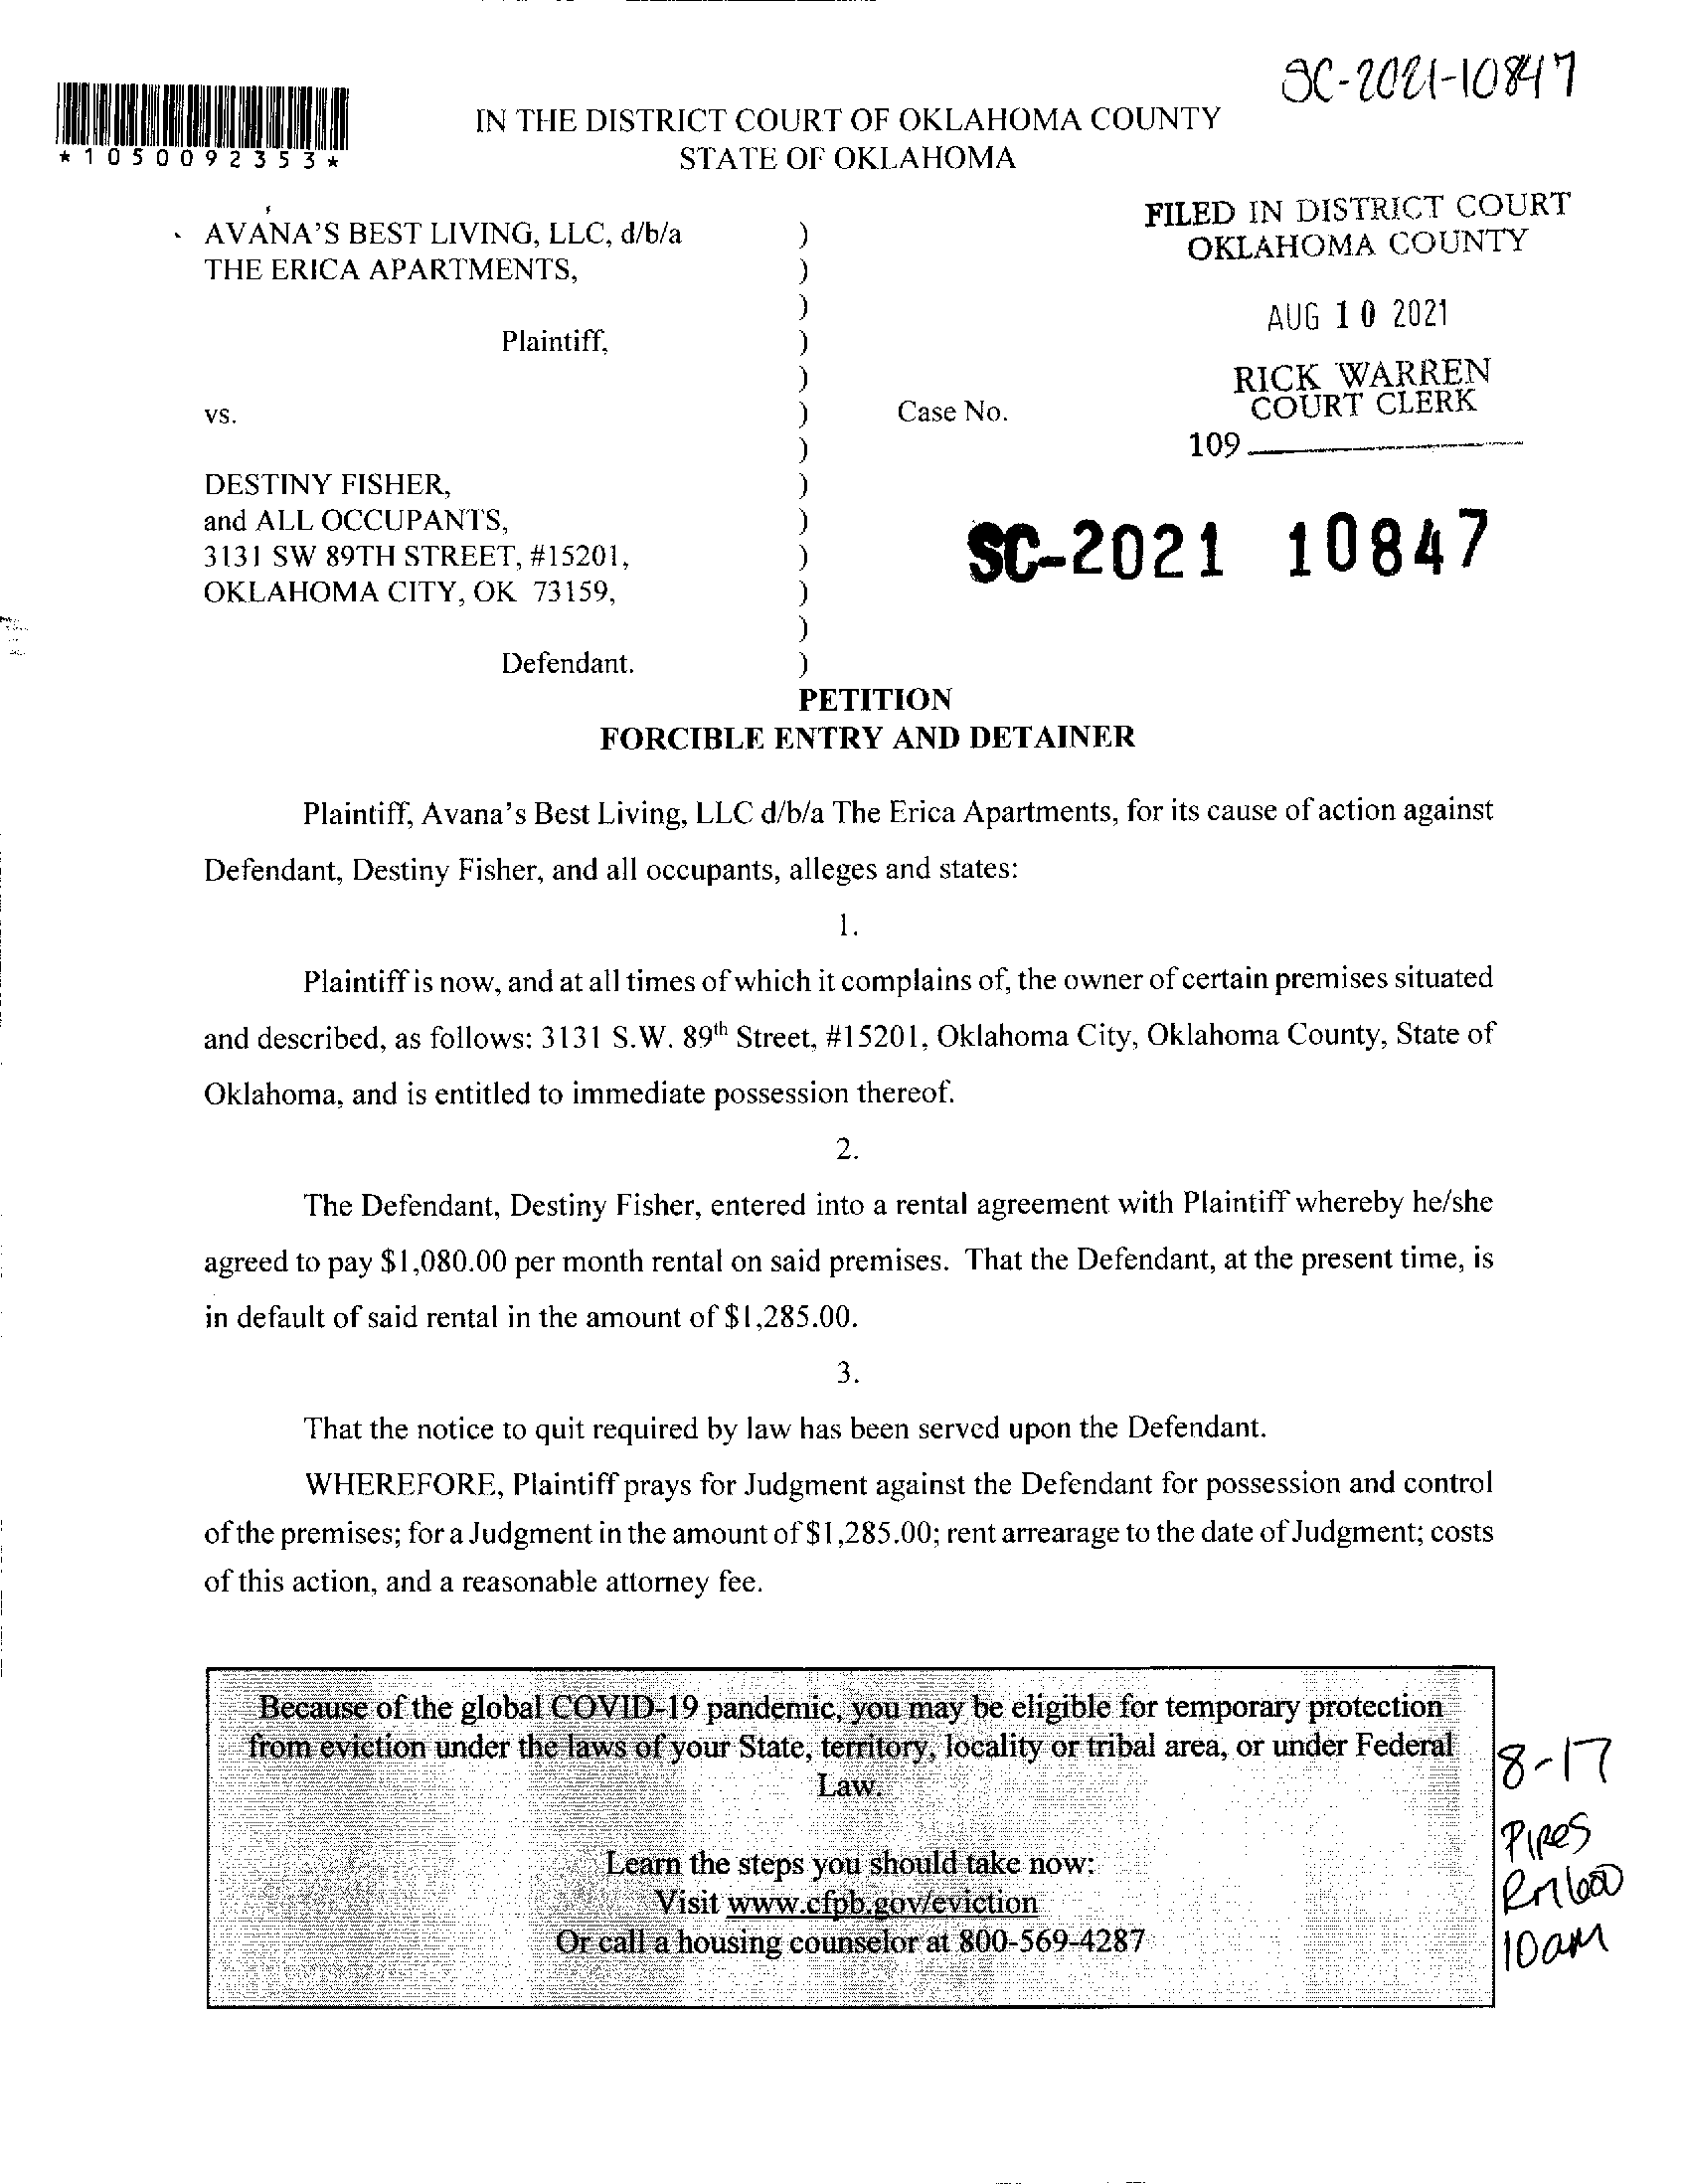 SC-2021-10847
*1050092353*
IN THE DISTRICT COURT OF OKLAHOMA COUNTY
STATE OF OKLAHOMA
FILED IN DISTRICT COURT
OKLAHOMA COUNTY
AUG 10 2021
RICK WARREN
COURT CLERK
109
AVANA'S BEST LIVING, LLC, d/b/a )
THE ERICA APARTMENTS, )
)
Plaintiff, )
)
vs. ) Case No.
)
DESTINY FISHER, )
and ALL OCCUPANTS, )
3131 SW 89TH STREET, #15201, )
OKLAHOMA CITY, OK 73159, )
)
Defendant. )
SC-2021 10847
PETITION
FORCIBLE ENTRY AND DETAINER
Plaintiff, Avana's Best Living, LLC d/b/a The Erica Apartments, for its cause of action against
Defendant, Destiny Fisher, and all occupants, alleges and states:
1.
Plaintiff is now, and at all times of which it complains of, the owner of certain premises situated
and described, as follows: 3131 S.W. 89th Street, #15201, Oklahoma City, Oklahoma County, State of
Oklahoma, and is entitled to immediate possession thereof.
2.
The Defendant, Destiny Fisher, entered into a rental agreement with Plaintiff whereby he/she
agreed to pay $1,080.00 per month rental on said premises. That the Defendant, at the present time, is
in default of said rental in the amount of $1,285.00.
3.
That the notice to quit required by law has been served upon the Defendant.
WHEREFORE, Plaintiff prays for Judgment against the Defendant for possession and control
of the premises; for a Judgment in the amount of $1,285.00; rent arrearage to the date of Judgment; costs
of this action, and a reasonable attorney fee.
Because of the global COVID-19 pandemic, you may be eligible for temporary protection
from eviction under the laws of your State, territory, locality or tribal area, or under Federal
Law.
Learn the steps you should take now:
Visit www.cfpb.gov/eviction
Or call a housing counselor at 800-569-4287
8-17
Pipes
Rm600
10am